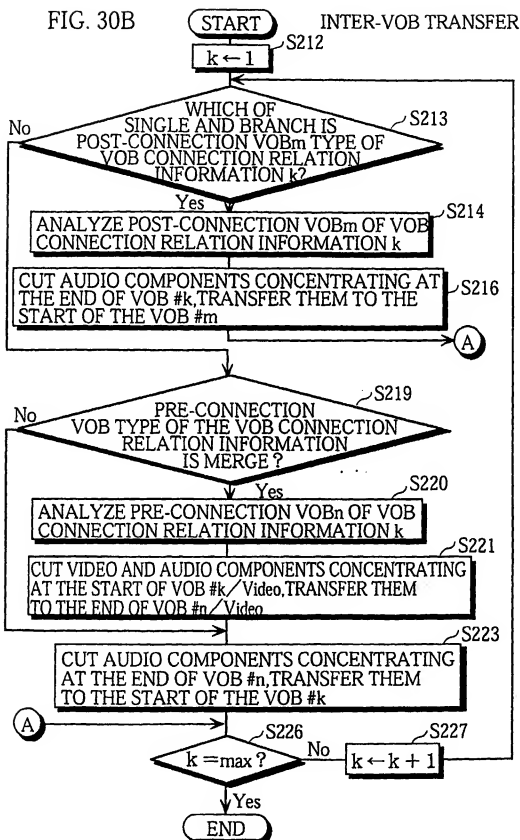 FIG. 30B
START
INTER-VOB TRANSFER
S212
k ← 1
S213
WHICH OF
SINGLE AND BRANCH IS
POST-CONNECTION VOBm TYPE OF
VOB CONNECTION RELATION
INFORMATION k?
No
Yes
S214
ANALYZE POST-CONNECTION VOBm OF VOB
CONNECTION RELATION INFORMATION k
S216
CUT AUDIO COMPONENTS CONCENTRATING AT
THE END OF VOB #k,TRANSFER THEM TO THE
START OF THE VOB #m
A
S219
PRE-CONNECTION
VOB TYPE OF THE VOB CONNECTION
RELATION INFORMATION
IS MERGE ?
No
Yes
S220
ANALYZE PRE-CONNECTION VOBn OF VOB
CONNECTION RELATION INFORMATION k
S221
CUT VIDEO AND AUDIO COMPONENTS CONCENTRATING
AT THE START OF VOB #k/Video,TRANSFER THEM
TO THE END OF VOB #n/Video
S223
CUT AUDIO COMPONENTS CONCENTRATING
AT THE END OF VOB #n,TRANSFER THEM
TO THE START OF THE VOB #k
A
S226
k =max ?
No
S227
k ← k + 1
Yes
END